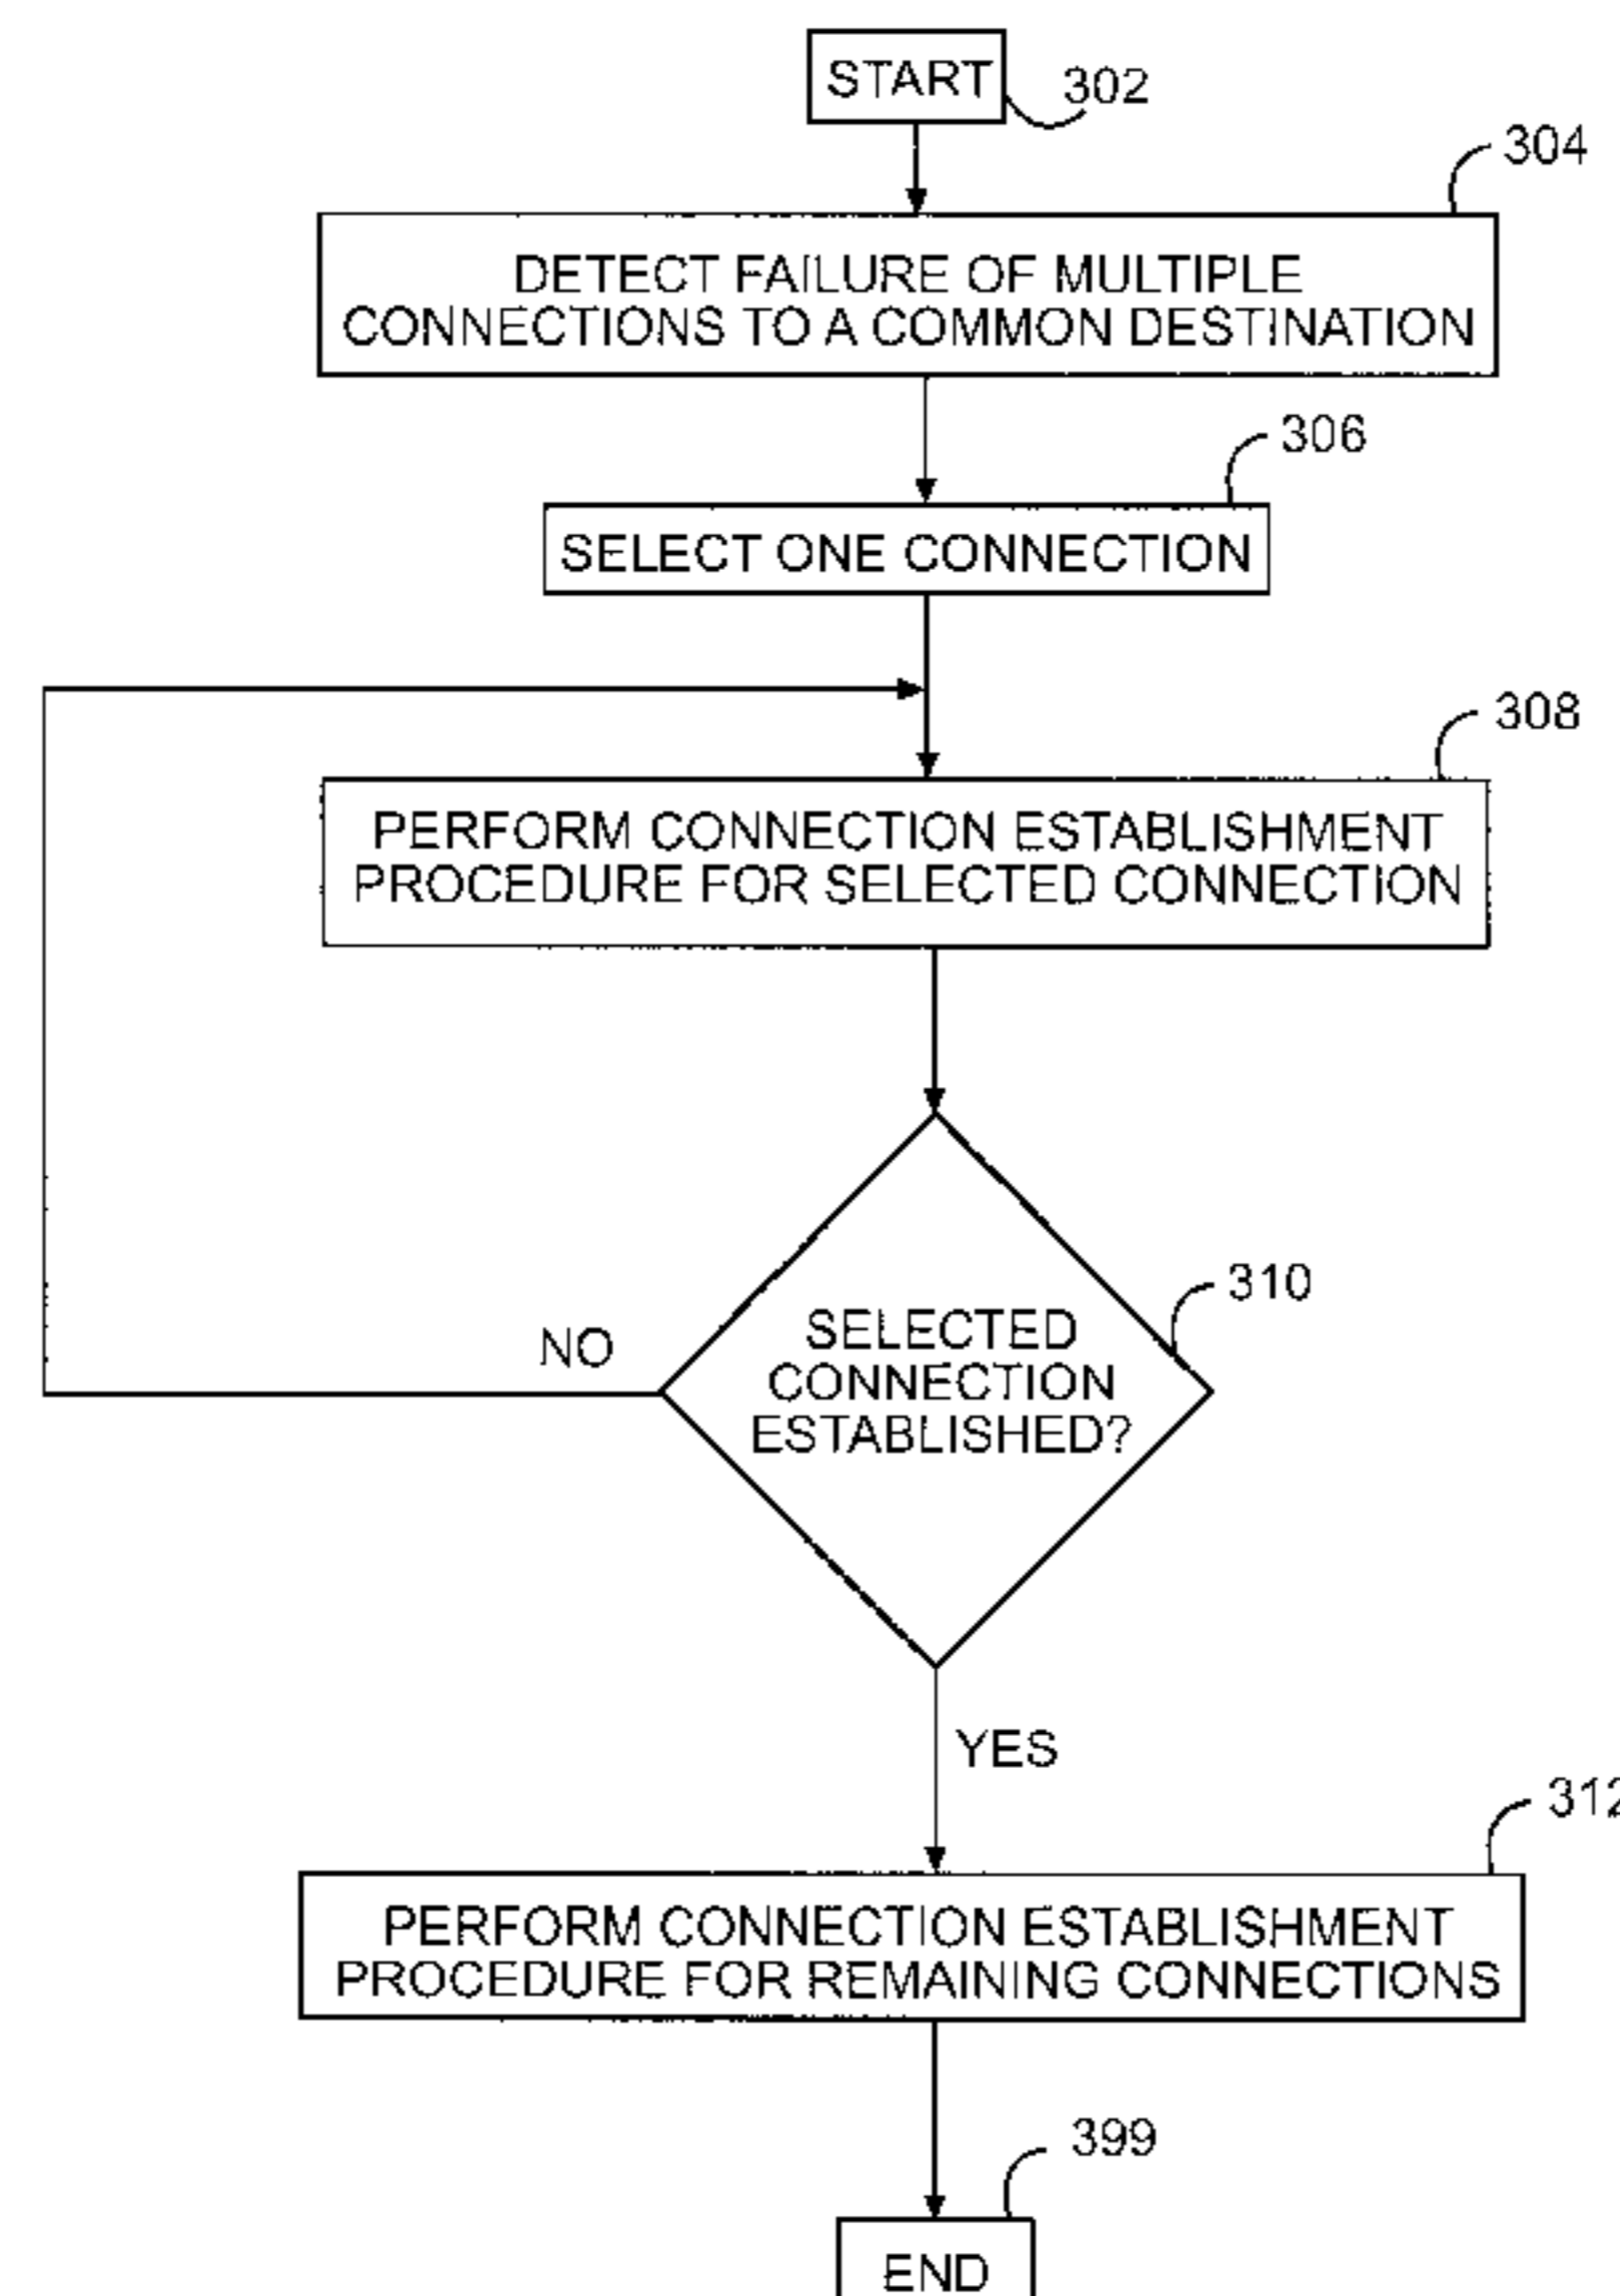 START
302
304
DETECT FAILURE OF MULTIPLE
CONNECTIONS TO A COMMON DESTINATION
306
SELECT ONE CONNECTION
308
PERFORM CONNECTION ESTABLISHMENT
PROCEDURE FOR SELECTED CONNECTION
310
SELECTED
CONNECTION
ESTABLISHED?
NO
YES
312
PERFORM CONNECTION ESTABLISHMENT
PROCEDURE FOR REMAINING CONNECTIONS
399
END